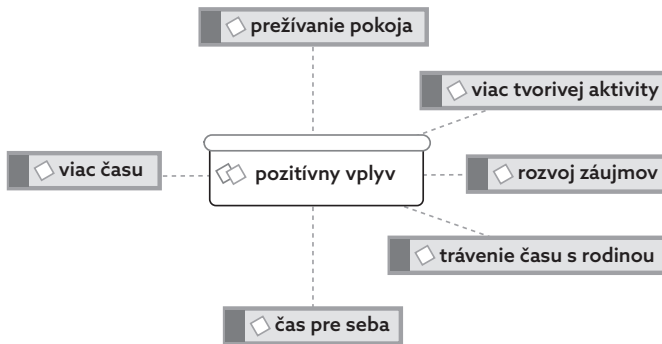 prežívanie pokoja
viac tvorivej aktivity
viac času
pozitívny vplyv
rozvoj záujmov
trávenie času s rodinou
čas pre seba